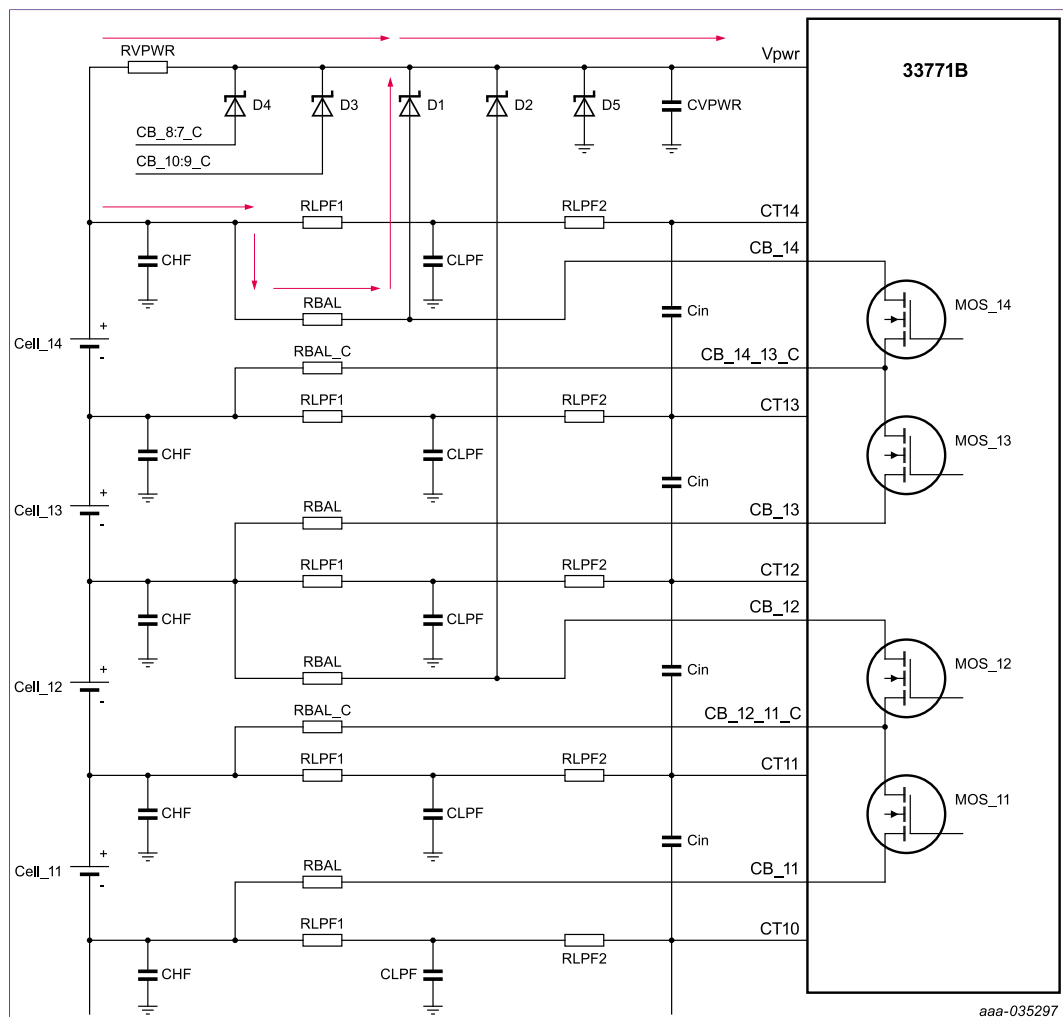 RVPWR
Vpwr
33771B
D4
D3
D1
D2
D5
CVPWR
CB_8:7_C
CB_10:9_C
RLPF1
RLPF2
CT14
CHF
CLPF
CB_14
RBAL
Cin
MOS_14
+
Cell_14
-
RBAL_C
CB_14_13_C
RLPF1
RLPF2
CT13
CHF
CLPF
MOS_13
+
Cell_13
-
Cin
RBAL
CB_13
RLPF1
RLPF2
CT12
CHF
CLPF
CB_12
+
Cell_12
-
RBAL
Cin
MOS_12
RBAL_C
CB_12_11_C
RLPF1
RLPF2
CT11
CHF
CLPF
MOS_11
Cin
+
Cell_11
-
RBAL
CB_11
RLPF1
RLPF2
CT10
CHF
CLPF
aaa-035297